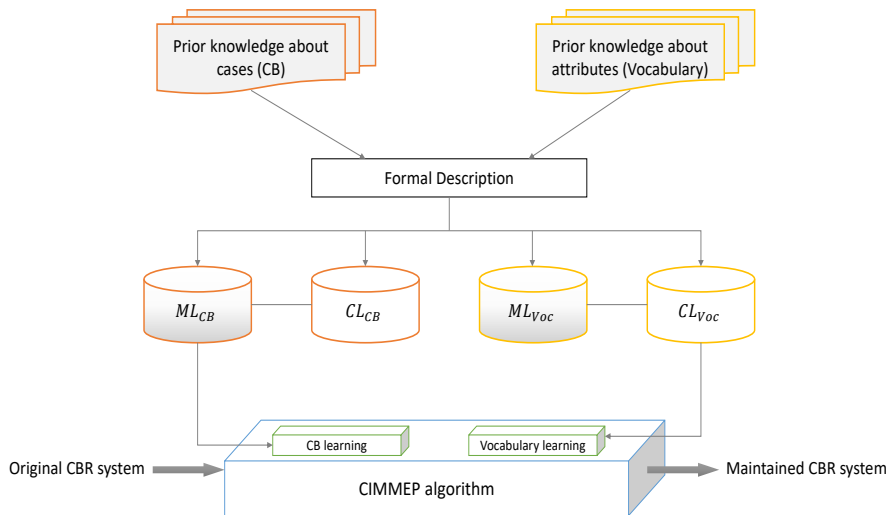 Prior knowledge about
cases (CB)
Prior knowledge about
attributes (Vocabulary)
Formal Description
ML_CB
CL_CB
ML_Voc
CL_Voc
CB learning
Vocabulary learning
Original CBR system
Maintained CBR system
CIMMEP algorithm